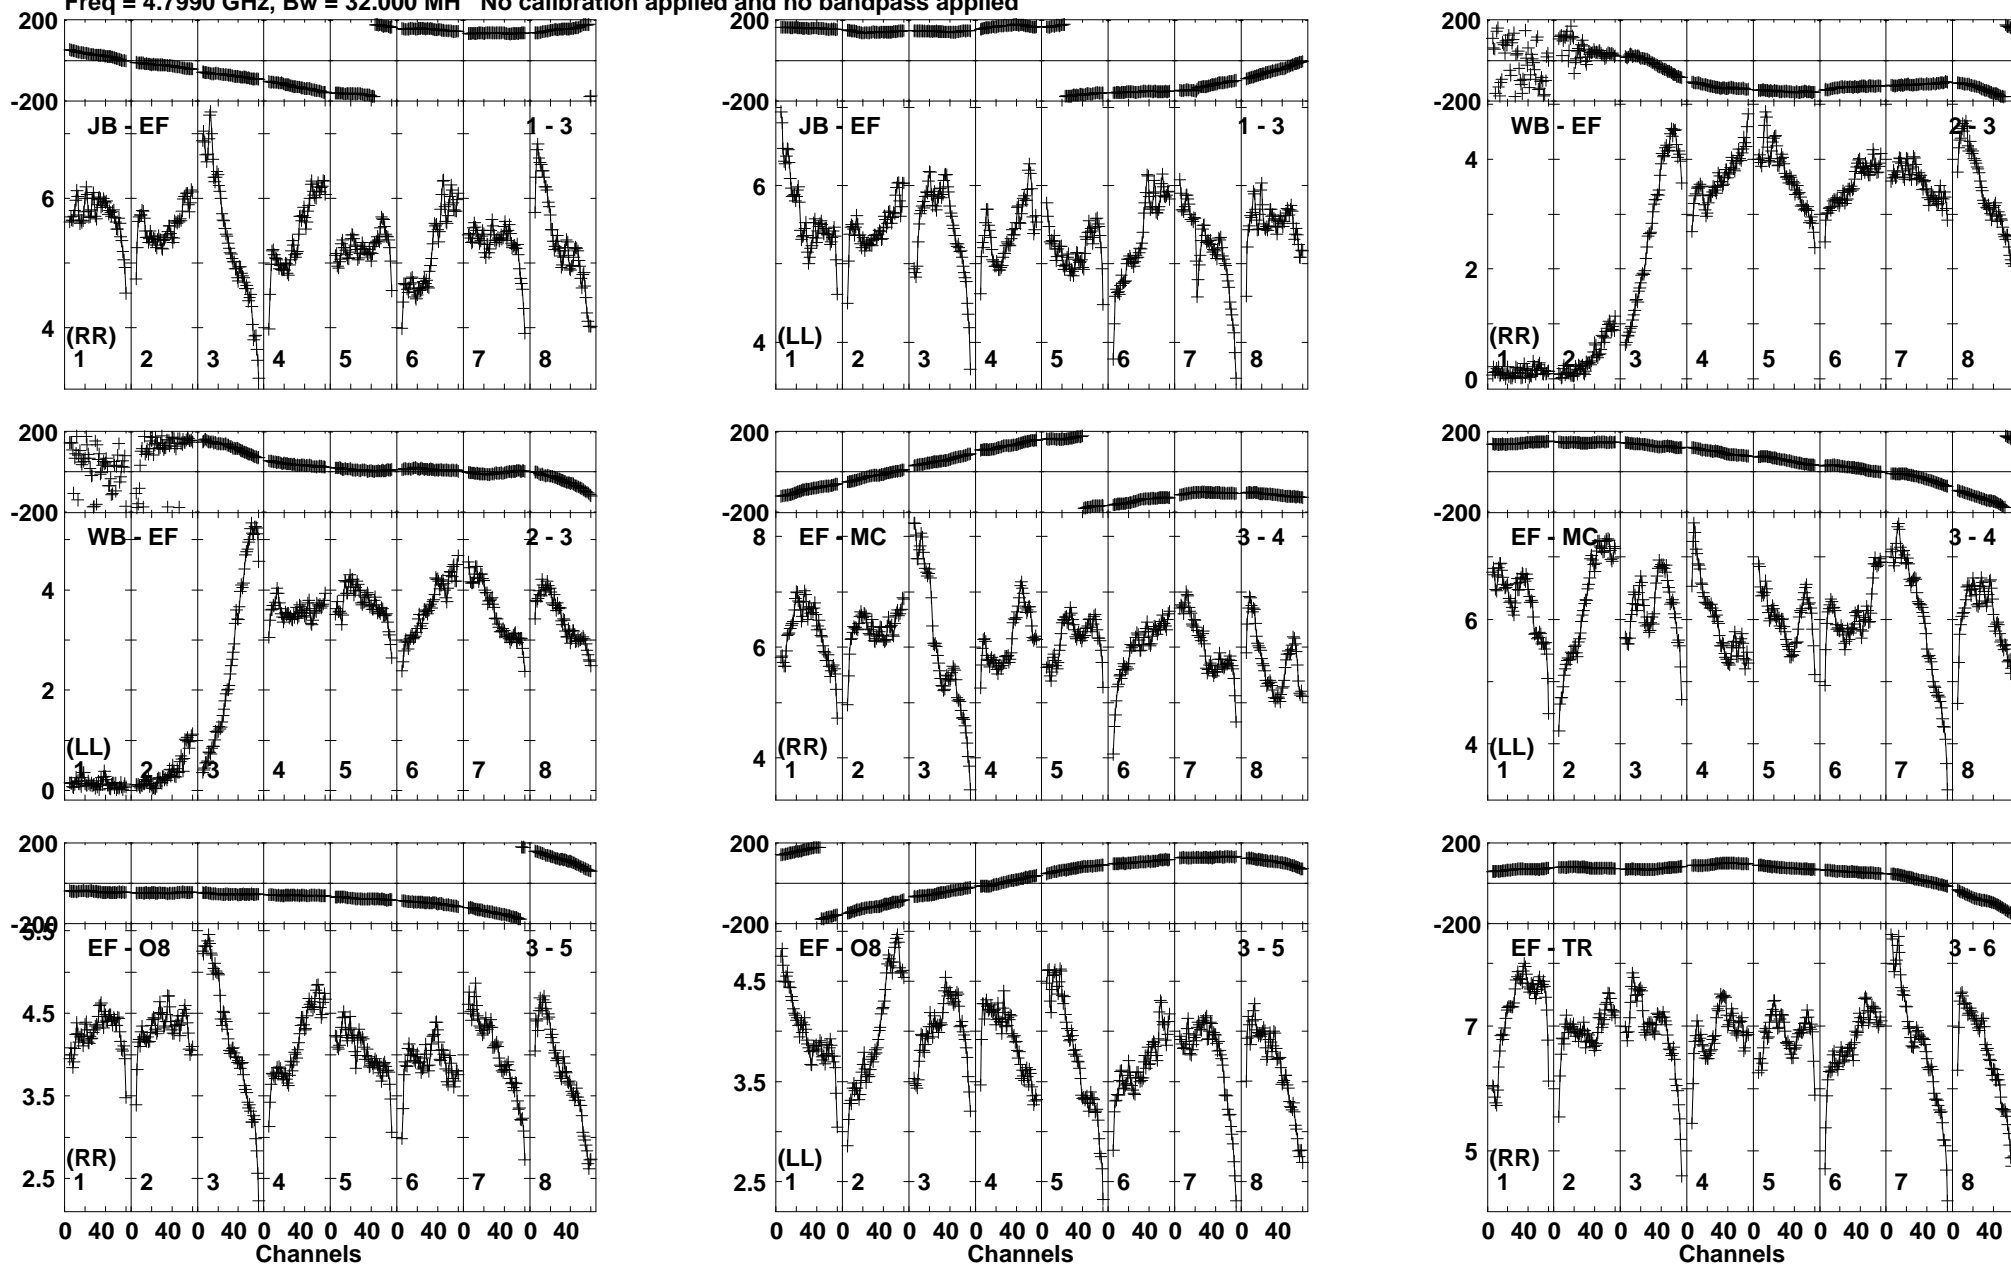 Freq = 4.7990 GHz, Bw = 32.000 MH No calibration applied and no bandpass applied
200 200 200
-200 -200 -200
JB - EF 1 - 3 JB - EF 1 - 3 WB - EF 2 - 3
6 6 4
2
4 4 0
(RR) (LL) (RR)
1 2 3 4 5 6 7 8 1 2 3 4 5 6 7 8 1 2 3 4 5 6 7 8
200 200 200
-200 -200 -200
WB - EF 2 - 3 EF - MC 3 - 4 EF - MC 3 - 4
8
4 6 6
2
0 4 4
(LL) (RR) (LL)
1 2 3 4 5 6 7 8 1 2 3 4 5 6 7 8 1 2 3 4 5 6 7 8
200 200 200
-200 -200 -200
5.5
EF - O8 3 - 5 EF - O8 3 - 5 EF - TR 3 - 6
4.5 4.5 7
3.5 3.5
2.5 2.5 5
(RR) (LL) (RR)
1 2 3 4 5 6 7 8 1 2 3 4 5 6 7 8 1 2 3 4 5 6 7 8
0 40 0 40 0 40 0 40 0 40 0 40 0 40 0 40 0 40 0 40 0 40 0 40 0 40 0 40 0 40 0 40 0 40 0 40 0 40 0 40 0 40 0 40 0 40 0 40
Channels Channels Channels